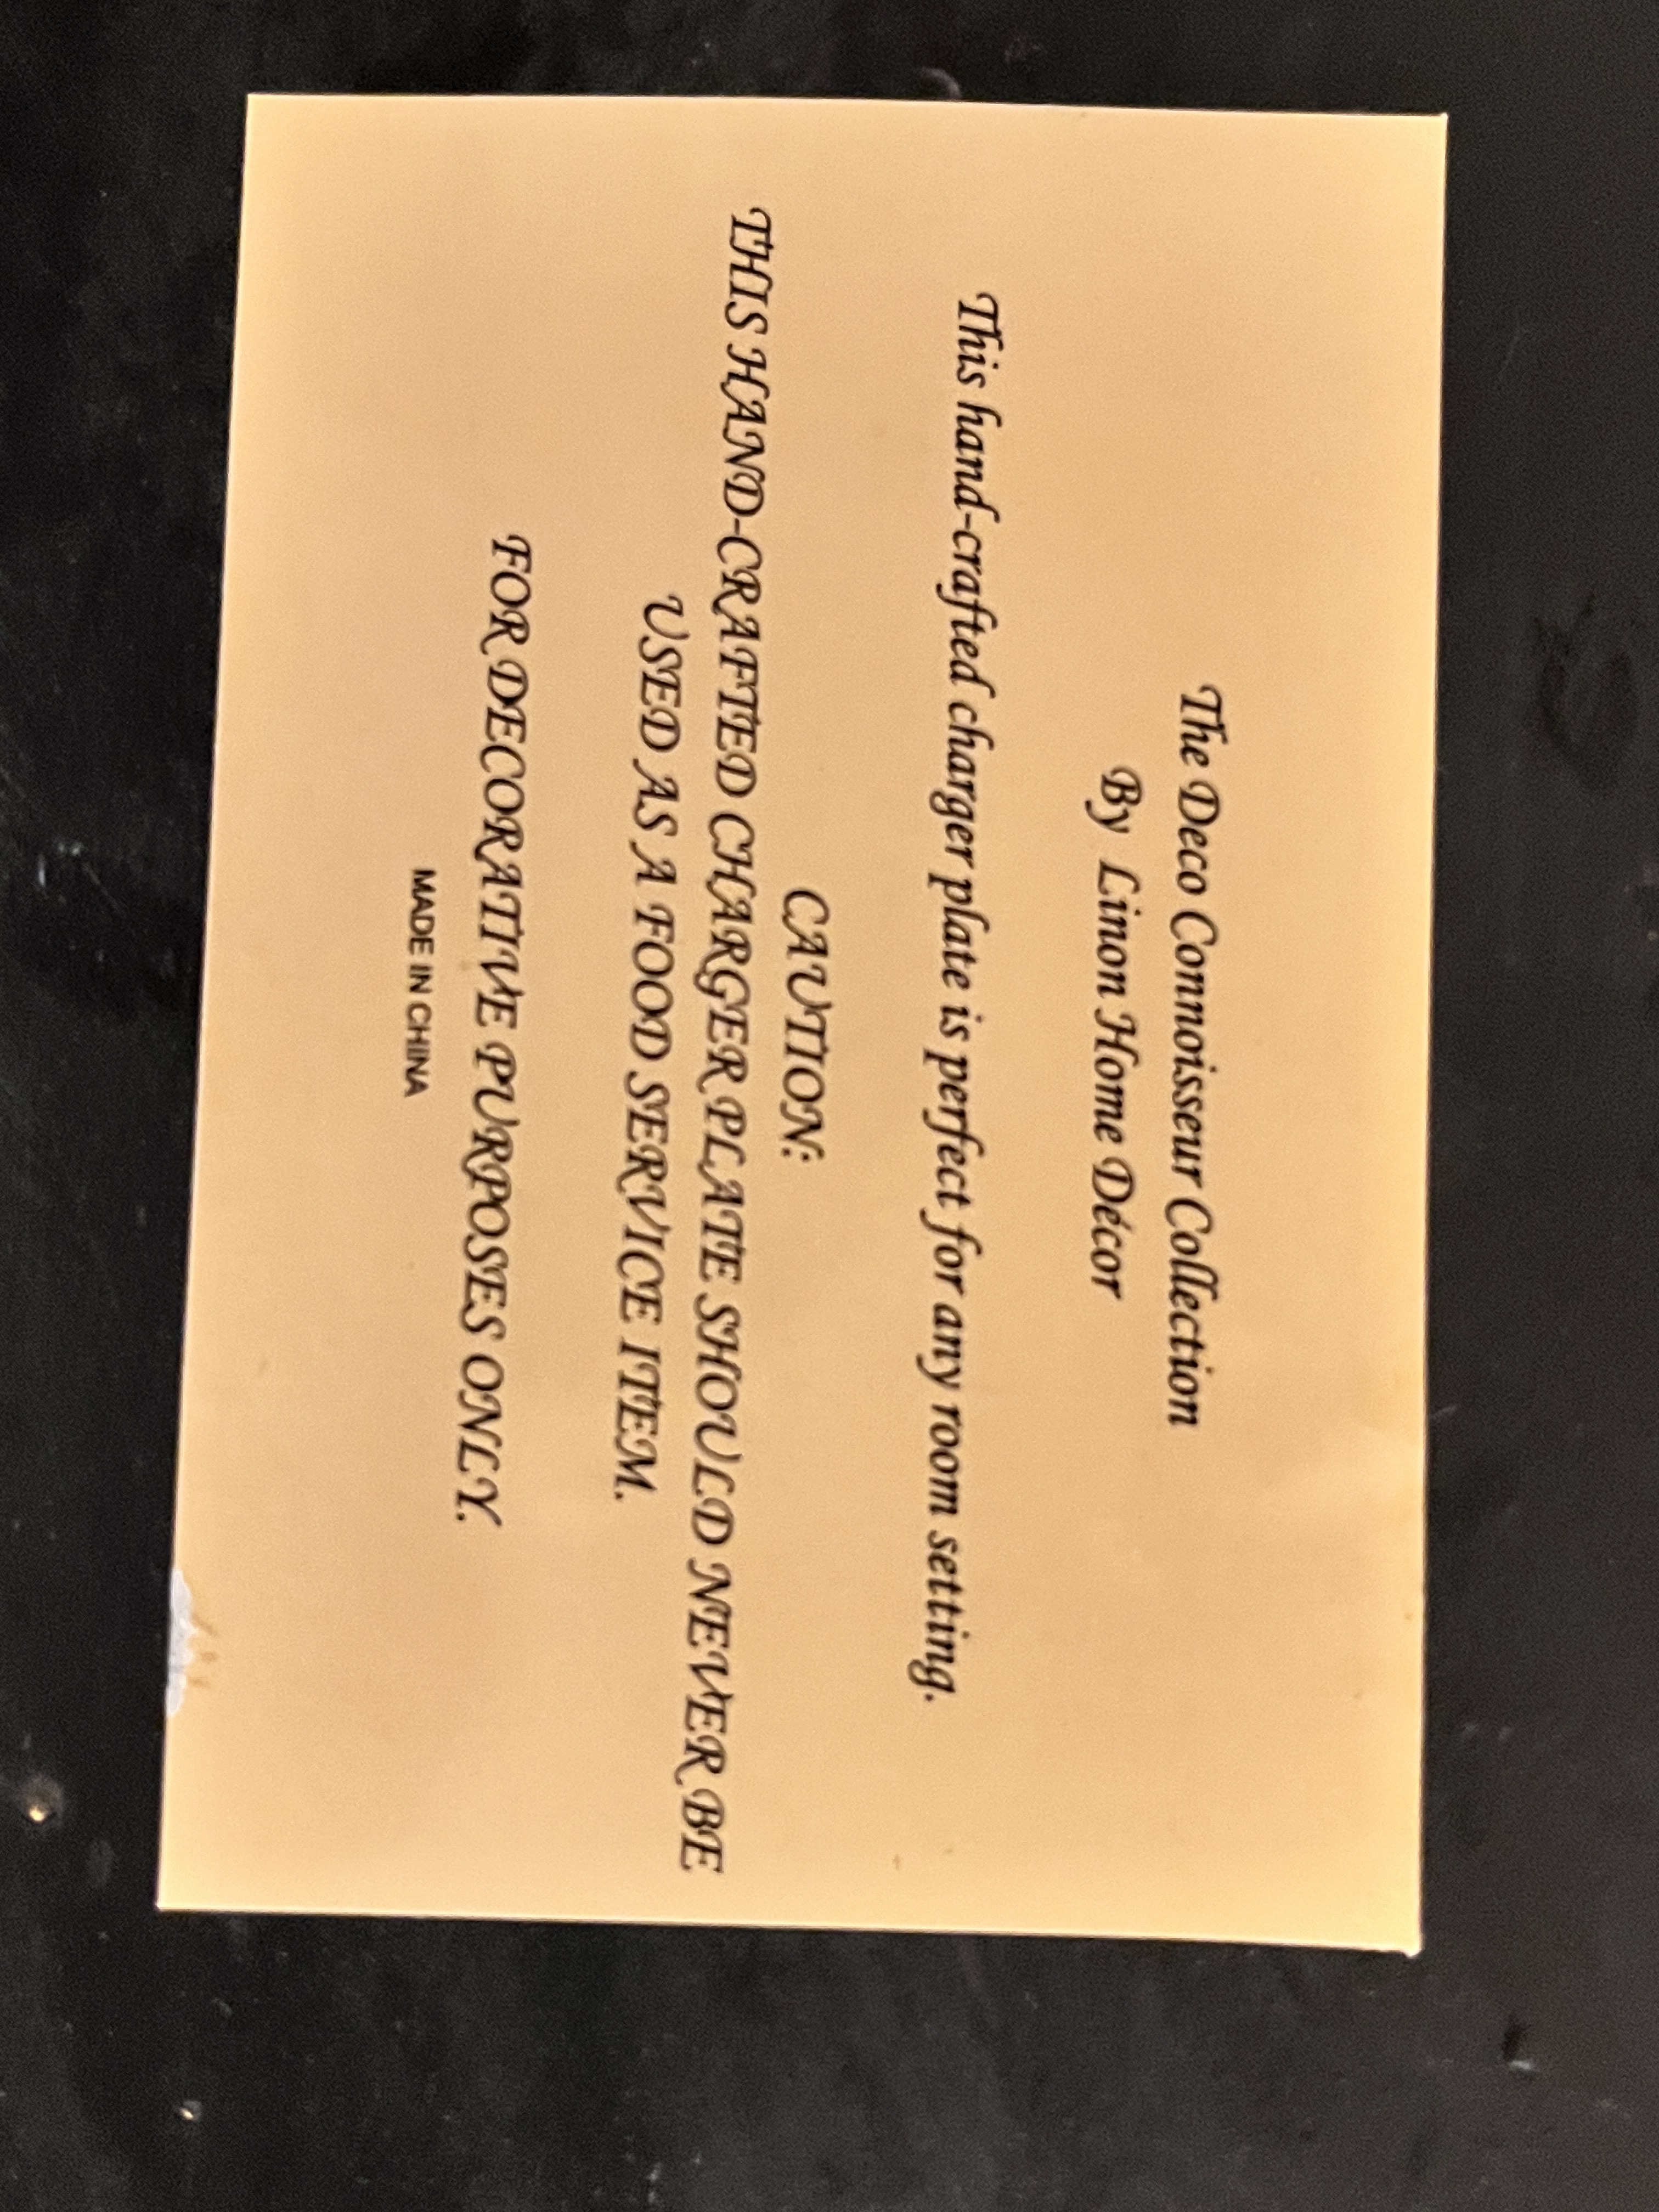 The Deco Connoisseur Collection
By Linon Home Décor
This hand-crafted charger plate is perfect for any room setting.
CAUTION:
THIS HAND-CRAFTED CHARGER PLATE SHOULD NEVER BE
USED AS A FOOD SERVICE ITEM.
FOR DECORATIVE PURPOSES ONLY.
MADE IN CHINA